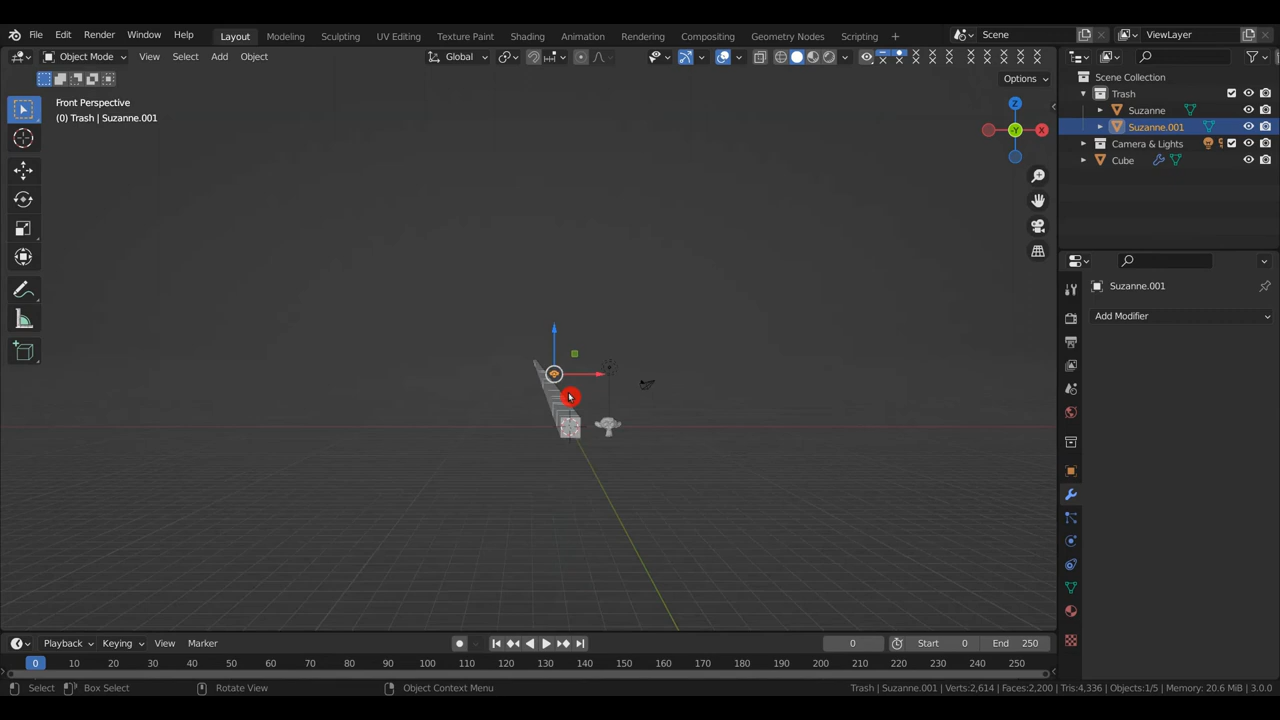 File Edit Render Window Help Layout Modeling Sculpting UV Editing Texture Paint Shading Animation Rendering Compositing Geometry Nodes Scripting + Scene ViewLayer
Object Mode View Select Add Object Global
Options
Scene Collection
Trash
Suzanne
Suzanne.001
Camera & Lights
Cube
Front Perspective
(0) Trash | Suzanne.001
Z
X
-Y
Suzanne.001
Add Modifier
Playback Keying View Marker 0 Start 0 End 250
0 10 20 30 40 50 60 70 80 90 100 110 120 130 140 150 160 170 180 190 200 210 220 230 240 250
Select Box Select Rotate View Object Context Menu Trash | Suzanne.001 | Verts:2,614 | Faces:2,200 | Tris:4,336 | Objects:1/5 | Memory: 20.6 MiB | 3.0.0